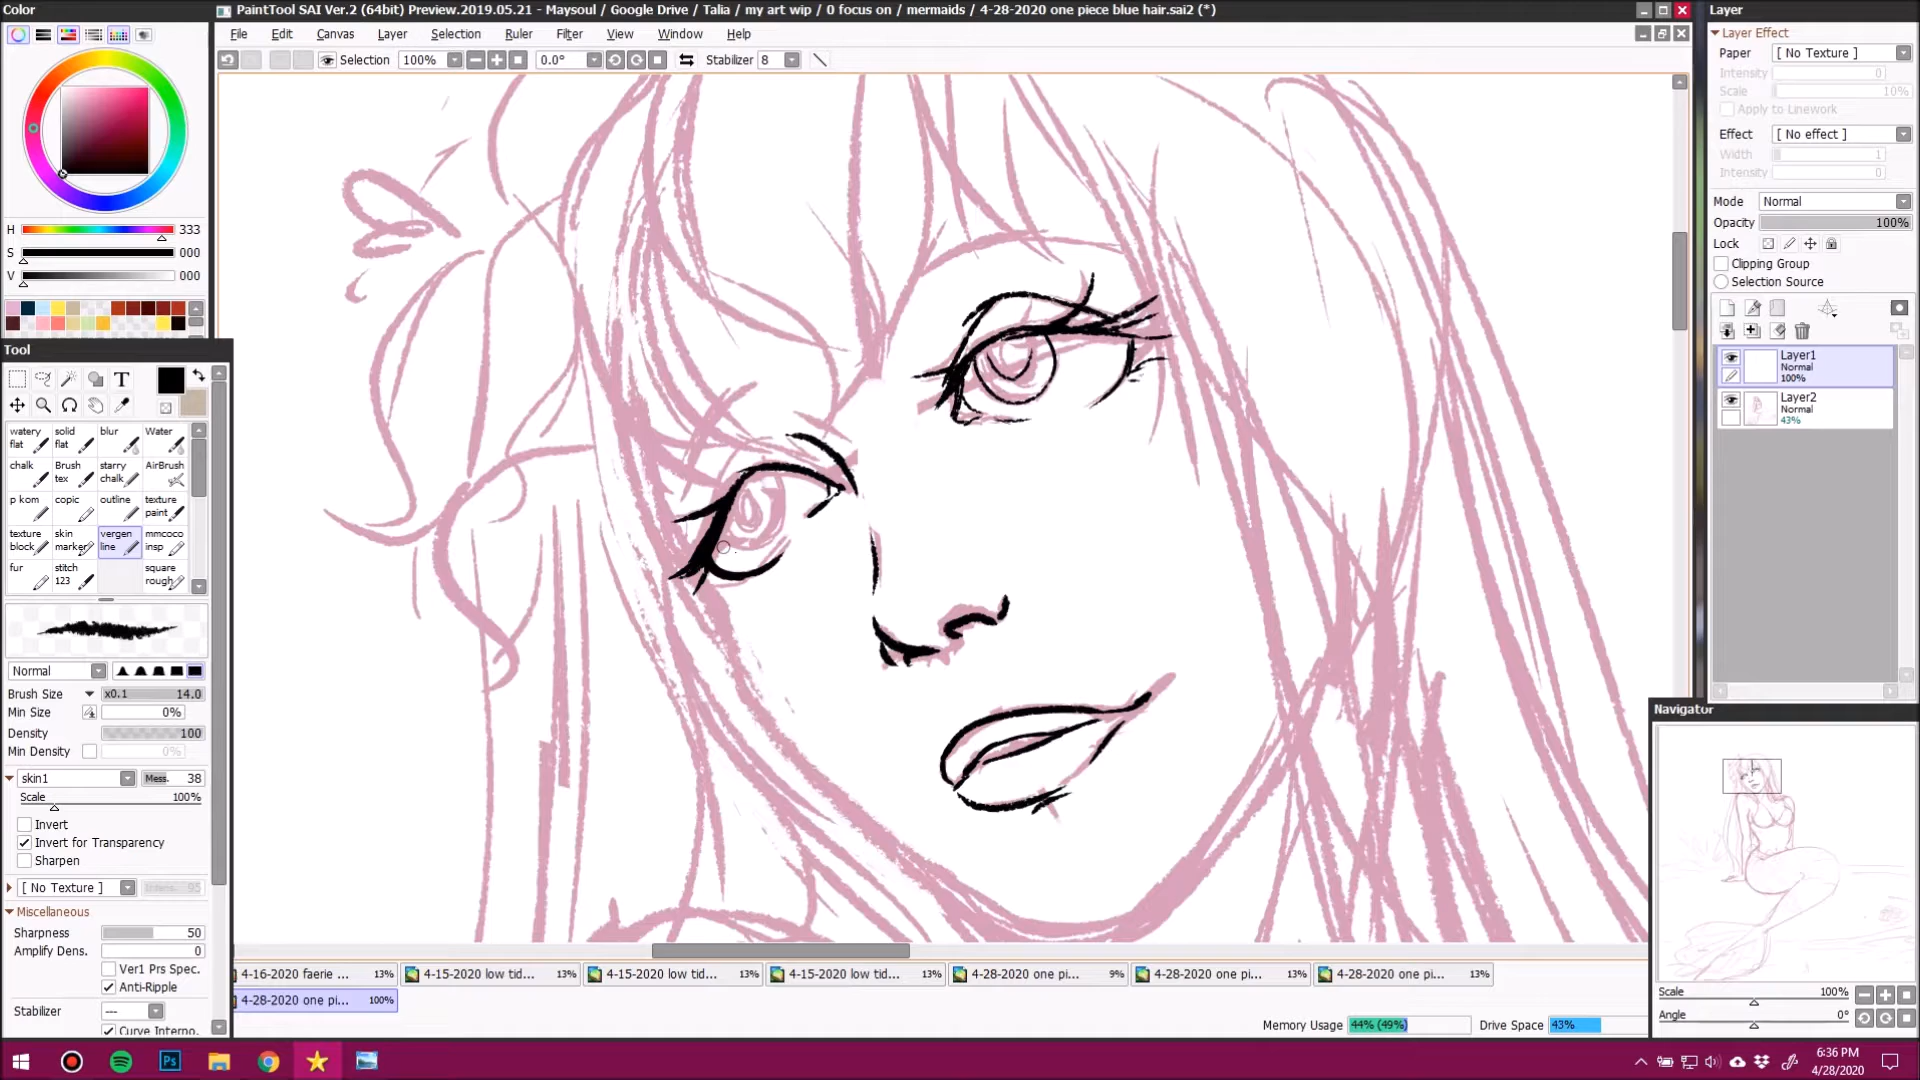 Color
PaintTool SAI Ver.2 (64bit) Preview.2019.05.21 - Maysoul / Google Drive / Talia / my art wip / 0 focus on / mermaids / 4-28-2020 one piece blue hair.sai2 (*)
Layer
File Edit Canvas Layer Selection Ruler Filter View Window Help
Selection 100% 0.0° Stabilizer 8
Layer Effect
Paper [ No Texture ]
Intensity 0
Scale 10%
Apply to Linework
Effect [ No effect ]
Width 1
Intensity 0
Mode Normal
Opacity 100%
Lock
Clipping Group
Selection Source
Layer1
Normal
100%
Layer2
Normal
43%
H 333
S 000
V 000
Tool
T
watery flat
solid flat
blur
Water
chalk
Brush tex
starry chalk
AirBrush
p kom
copic
outline
texture paint
texture block
skin marker
vergen line
mmcoco insp
fur
stitch 123
square rough
Normal
Brush Size x0.1 14.0
Min Size 0%
Density 100
Min Density 0%
skin1 Mess. 38
Scale 100%
Invert
Invert for Transparency
Sharpen
[ No Texture ] Intens. 95
Miscellaneous
Sharpness 50
Amplify Dens. 0
Ver1 Prs Spec.
Anti-Ripple
Stabilizer ---
Curve Interpo.
Navigator
Scale 100%
Angle 0°
4-16-2020 faerie ... 13%
4-15-2020 low tid... 13%
4-15-2020 low tid... 13%
4-15-2020 low tid... 13%
4-28-2020 one pi... 9%
4-28-2020 one pi... 13%
4-28-2020 one pi... 13%
4-28-2020 one pi... 100%
Memory Usage 44% (49%) Drive Space 43%
Ps
6:36 PM
4/28/2020